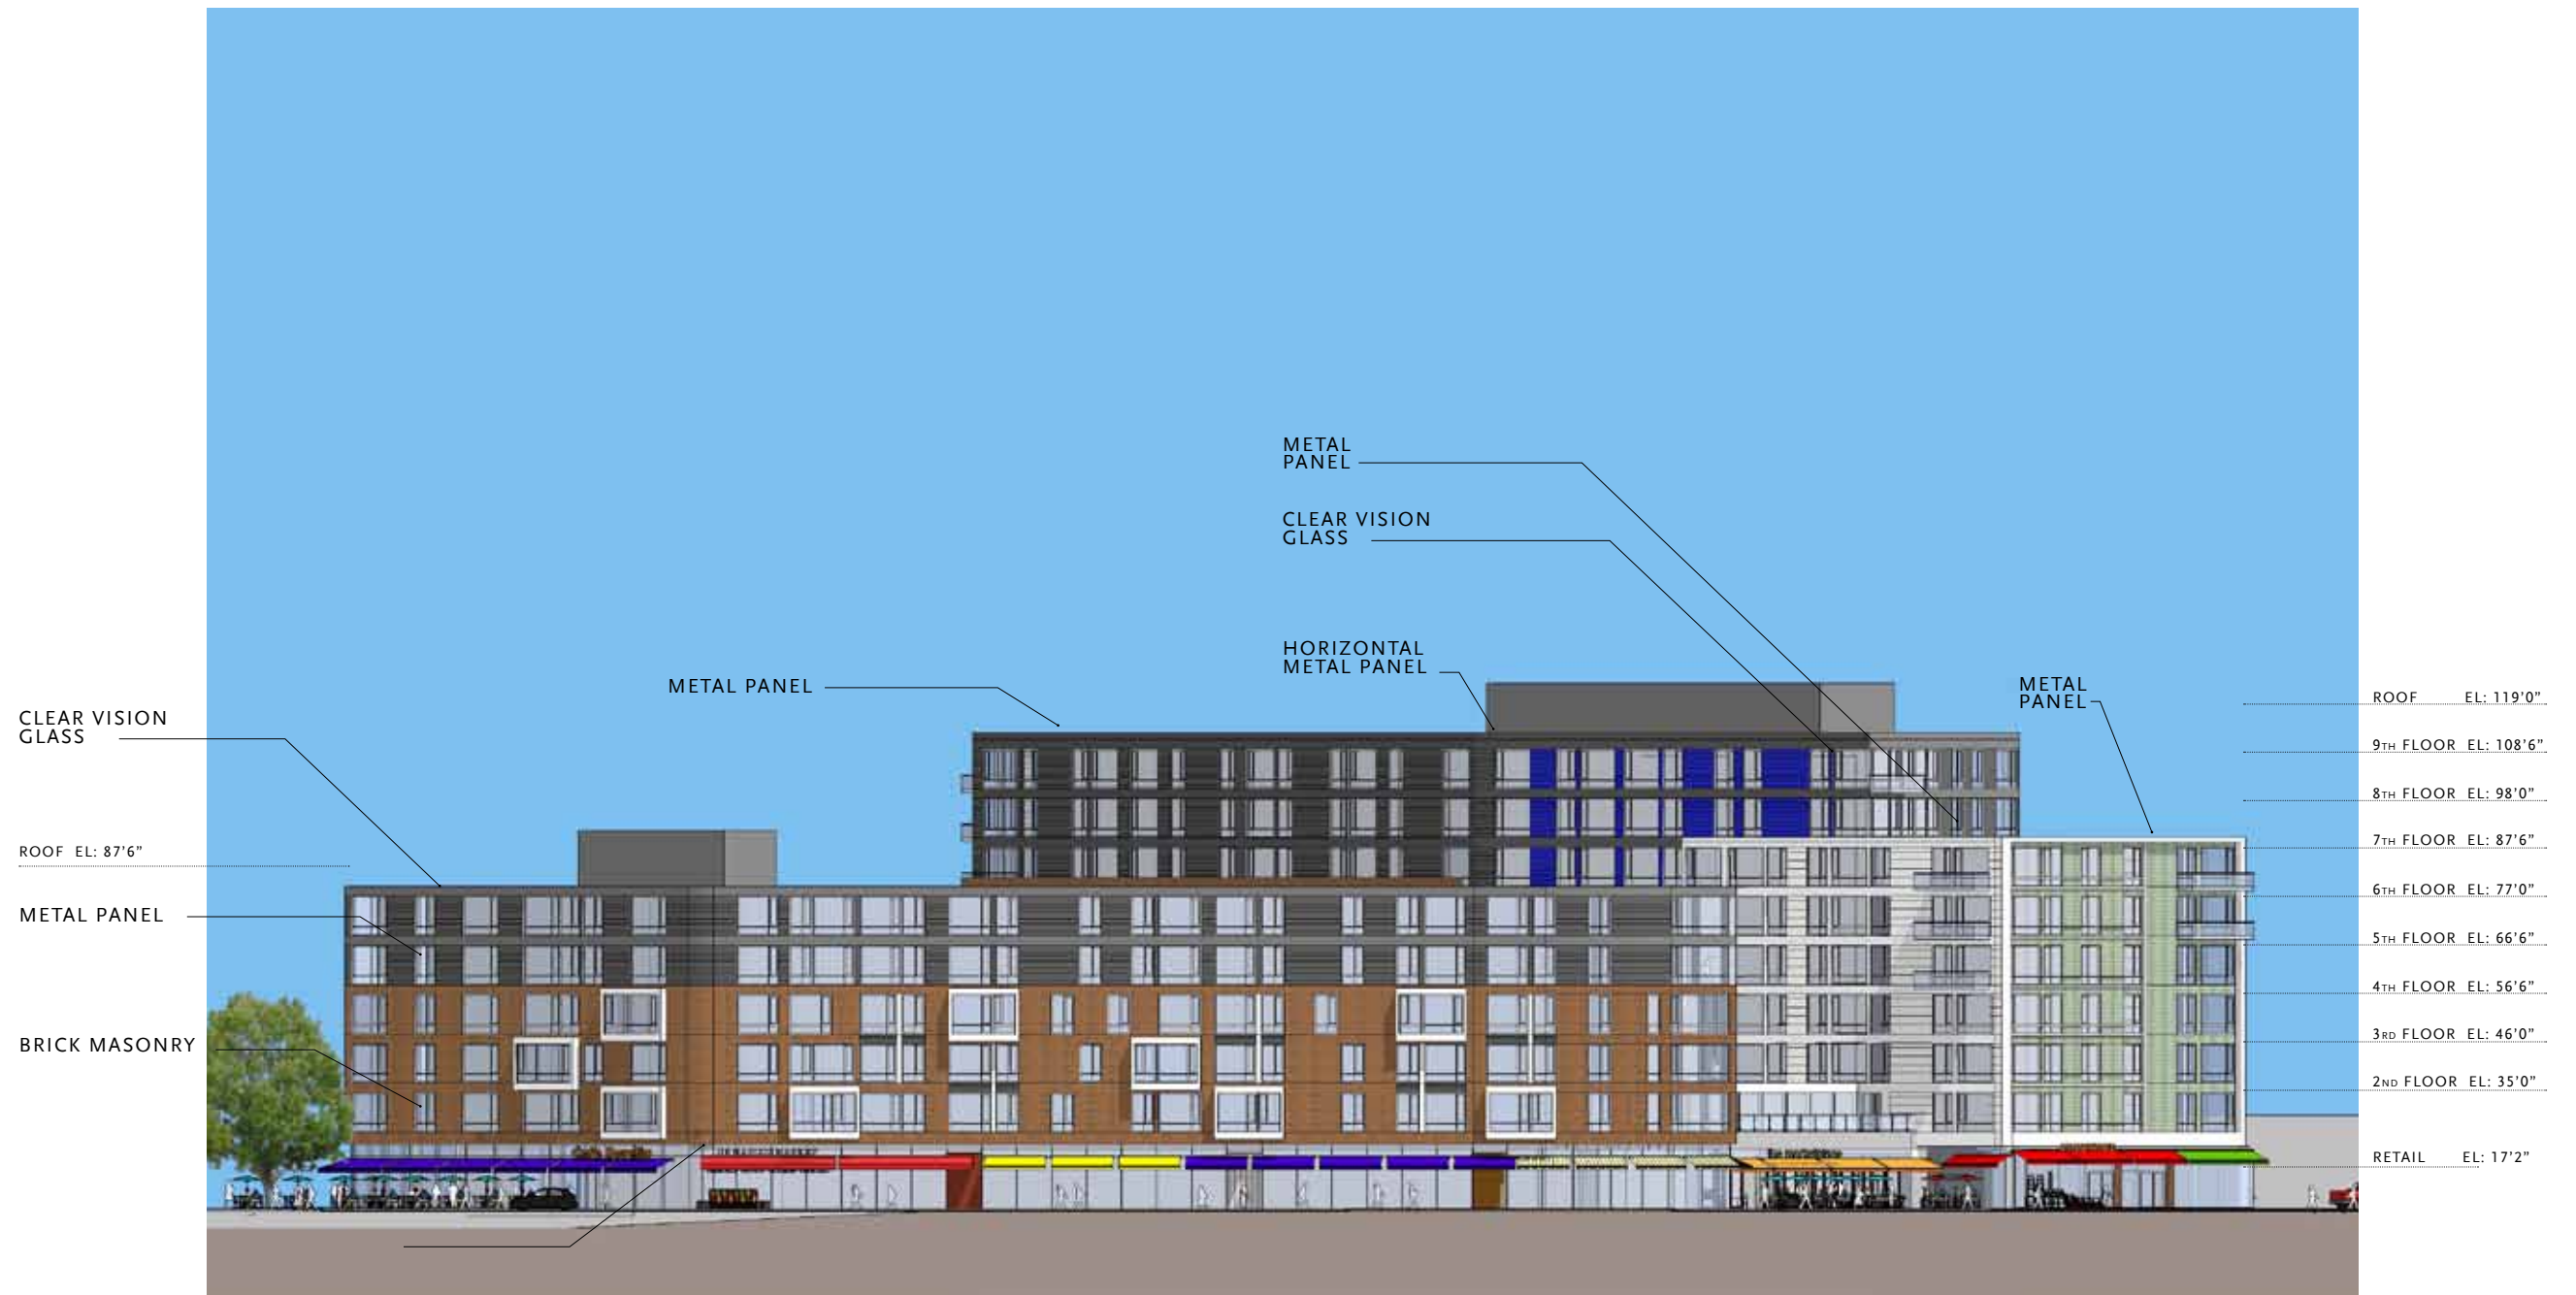 METAL
PANEL
CLEAR VISION
GLASS
HORIZONTAL
METAL PANEL
METAL PANEL
METAL
PANEL
CLEAR VISION
GLASS
ROOF EL: 87'6"
METAL PANEL
BRICK MASONRY
ROOF EL: 119'0"
9TH FLOOR EL: 108'6"
8TH FLOOR EL: 98'0"
7TH FLOOR EL: 87'6"
6TH FLOOR EL: 77'0"
5TH FLOOR EL: 66'6"
4TH FLOOR EL: 56'6"
3RD FLOOR EL: 46'0"
2ND FLOOR EL: 35'0"
RETAIL EL: 17'2"